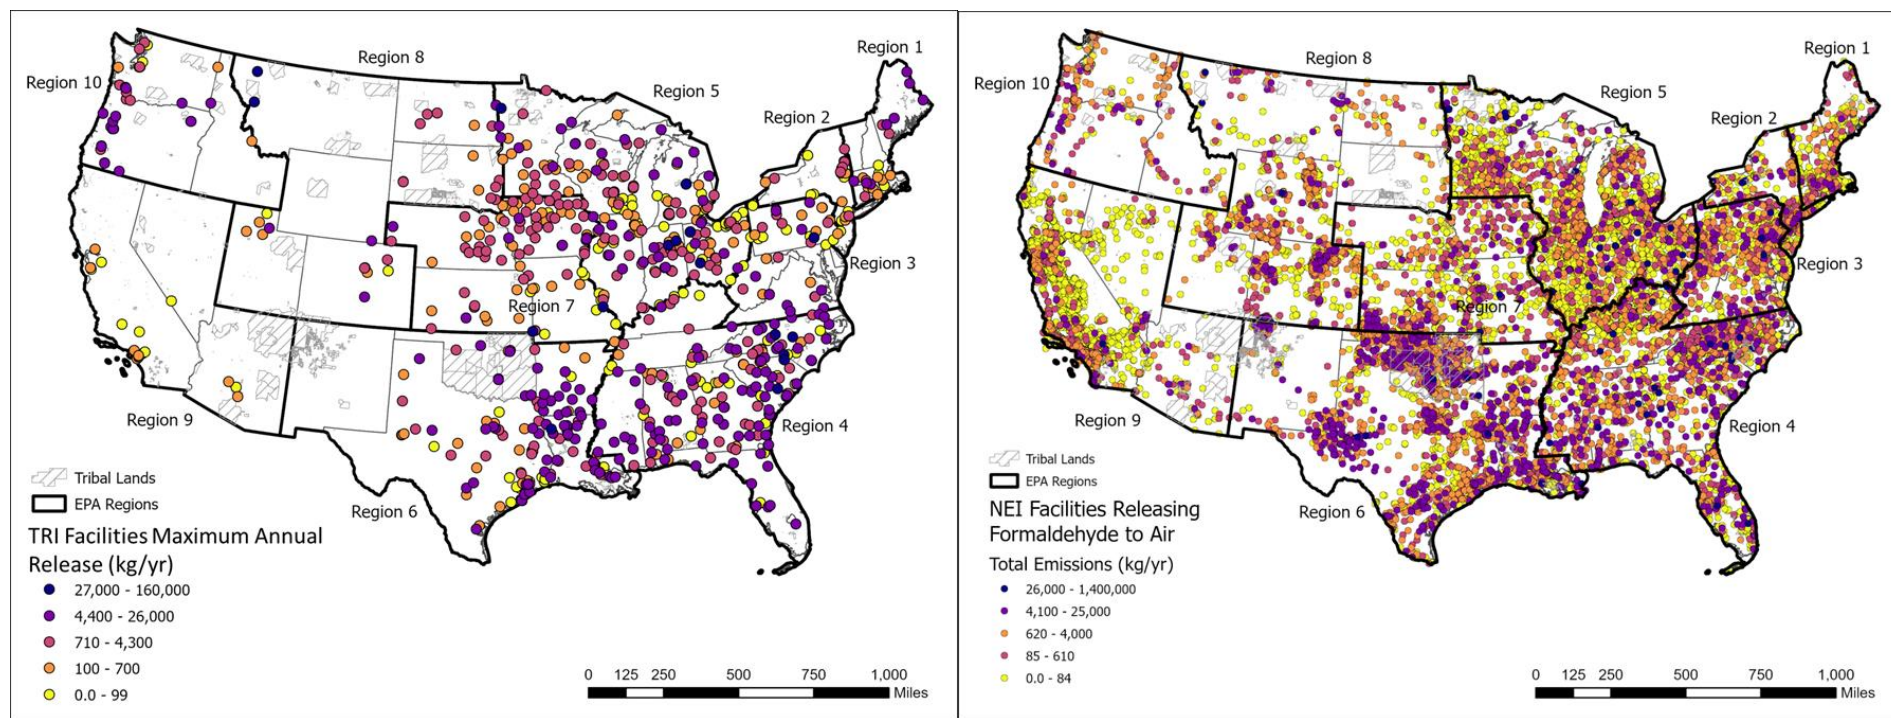 Region 1
Region 8
Region 10
Region 5
Region 2
Region 3
Region 7
Region 9
Region 4
Region 6
Tribal Lands
EPA Regions
TRI Facilities Maximum Annual
Release (kg/yr)
27,000 - 160,000
4,400 - 26,000
710 - 4,300
100 - 700
0.0 - 99
0 125 250 500 750 1,000
Miles
Region 1
Region 8
Region 10
Region 5
Region 2
Region 3
Region 7
Region 9
Region 4
Region 6
Tribal Lands
EPA Regions
NEI Facilities Releasing
Formaldehyde to Air
Total Emissions (kg/yr)
26,000 - 1,400,000
4,100 - 25,000
620 - 4,000
85 - 610
0.0 - 84
0 125 250 500 750 1,000
Miles